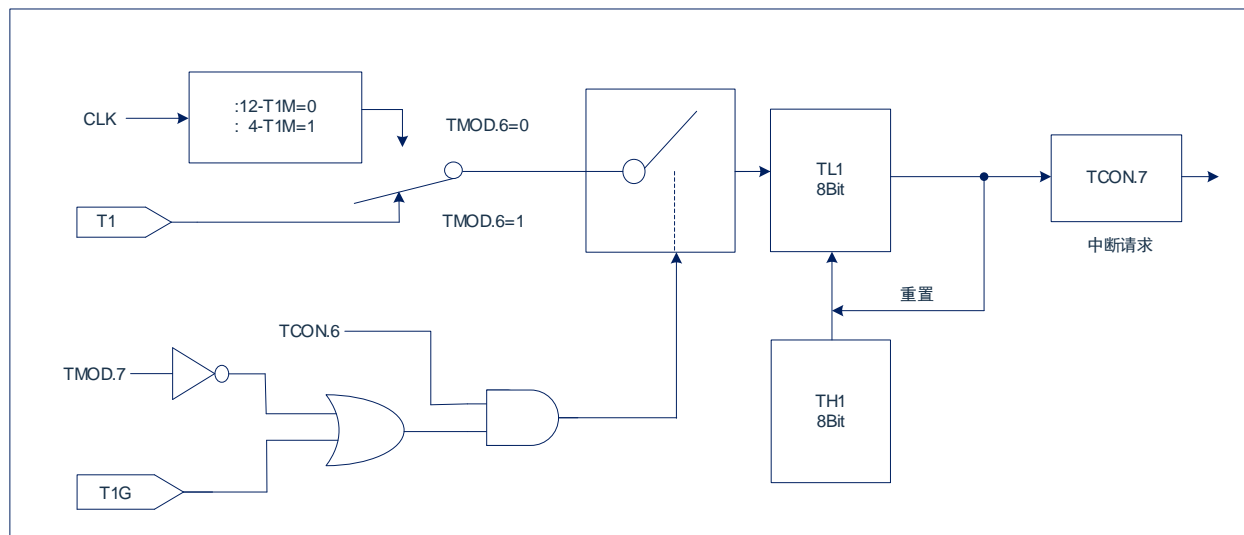 CLK
:12-T1M=0
: 4-T1M=1
TMOD.6=0
T1
TMOD.6=1
TL1
8Bit
TCON.7
中断请求
重置
TCON.6
TMOD.7
TH1
8Bit
T1G